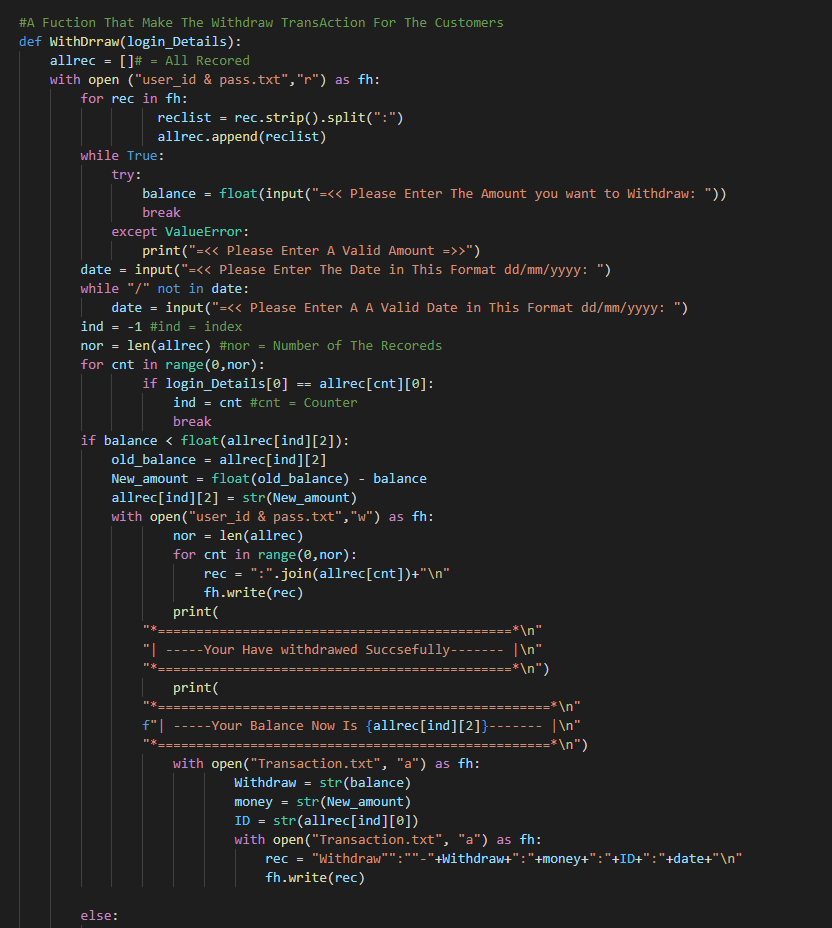 #A Fuction That Make The Withdraw TransAction For The Customers
def WithDrraw(login_Details):
    allrec = []# = All Recored
    with open ("user_id & pass.txt","r") as fh:
        for rec in fh:
                  reclist = rec.strip().split(":")
                  allrec.append(reclist)
        while True:
            try:
                balance = float(input("=<< Please Enter The Amount you want to Withdraw: "))
                break
            except ValueError:
                print("=<< Please Enter A Valid Amount =>>")
        date = input("=<< Please Enter The Date in This Format dd/mm/yyyy: ")
        while "/" not in date:
            date = input("=<< Please Enter A A Valid Date in This Format dd/mm/yyyy: ")
        ind = -1 #ind = index
        nor = len(allrec) #nor = Number of The Recoreds
        for cnt in range(0,nor):
                if login_Details[0] == allrec[cnt][0]:
                    ind = cnt #cnt = Counter
                    break
        if balance < float(allrec[ind][2]):
            old_balance = allrec[ind][2]
            New_amount = float(old_balance) - balance
            allrec[ind][2] = str(New_amount)
            with open("user_id & pass.txt","w") as fh:
                    nor = len(allrec)
                    for cnt in range(0,nor):
                        rec = ":".join(allrec[cnt])+"\n"
                        fh.write(rec)
                    print(
                "*==============================================*\n"
                "| -----Your Have withdrawed Succsefully------- |\n"
                "*==============================================*\n")
                    print(
                "*===================================================*\n"
                f"| -----Your Balance Now Is {allrec[ind][2]}------- |\n"
                "*===================================================*\n")
                    with open("Transaction.txt", "a") as fh:
                            Withdraw = str(balance)
                            money = str(New_amount)
                            ID = str(allrec[ind][0])
                            with open("Transaction.txt", "a") as fh:
                                rec = "Withdraw"":""-"+Withdraw+":"+money+":"+ID+":"+date+"\n"
                                fh.write(rec)
        else: